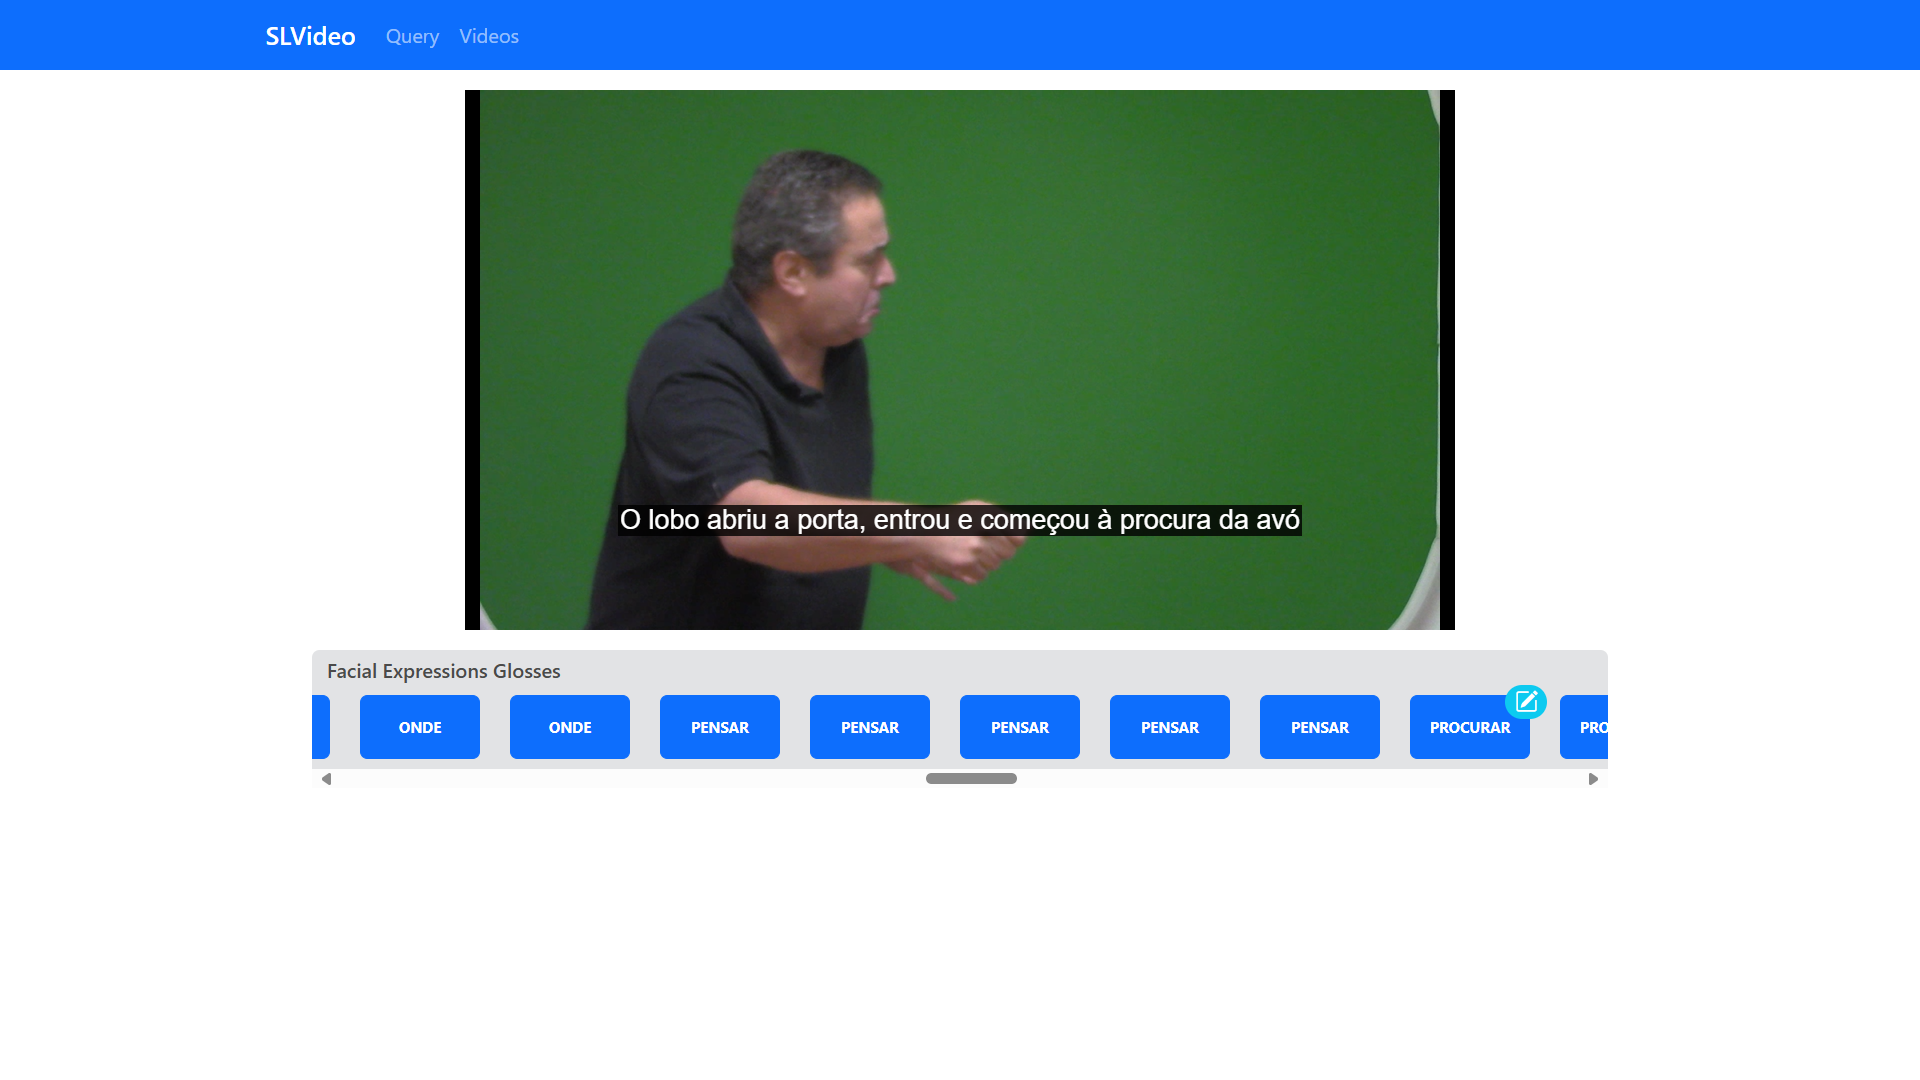 SLVideo Query Videos
O lobo abriu a porta, entrou e começou à procura da avó
Facial Expressions Glosses
ONDE ONDE PENSAR PENSAR PENSAR PENSAR PENSAR PROCURAR PRO